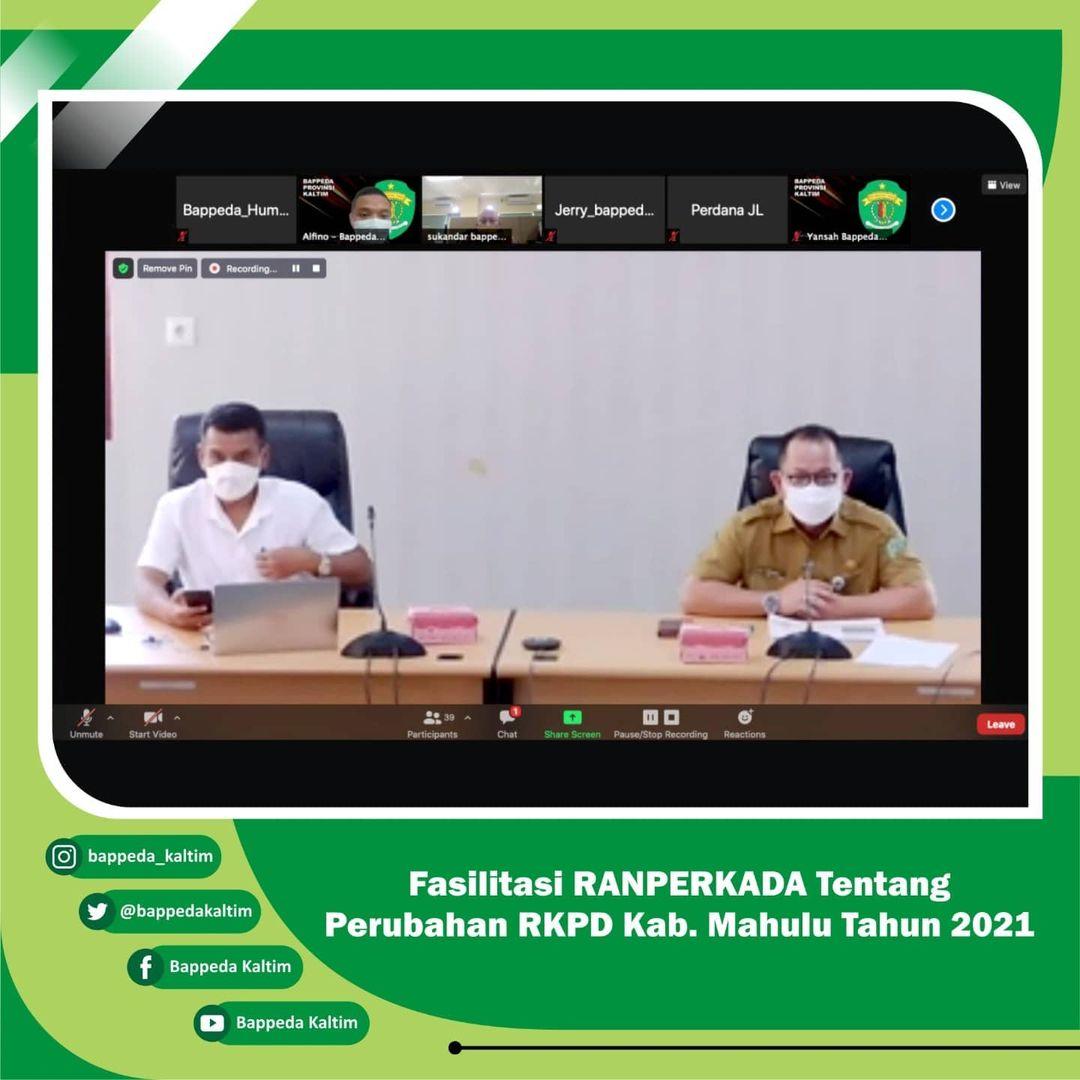 BAPPEDA
PROVINSI
KALTIM
BAPPEDA
PROVINSI
KALTIM
View
Bappeda_Hum...
Jerry_bapped...
Perdana JL
Alfino – Bappeda...
sukandar bappe...
Yansah Bappeda...
Remove Pin
Recording...
39
1
Unmute
Start Video
Participants
Chat
Share Screen
Pause/Stop Recording
Reactions
Leave
bappeda_kaltim
@bappedakaltim
Bappeda Kaltim
Bappeda Kaltim
Fasilitasi RANPERKADA Tentang
Perubahan RKPD Kab. Mahulu Tahun 2021